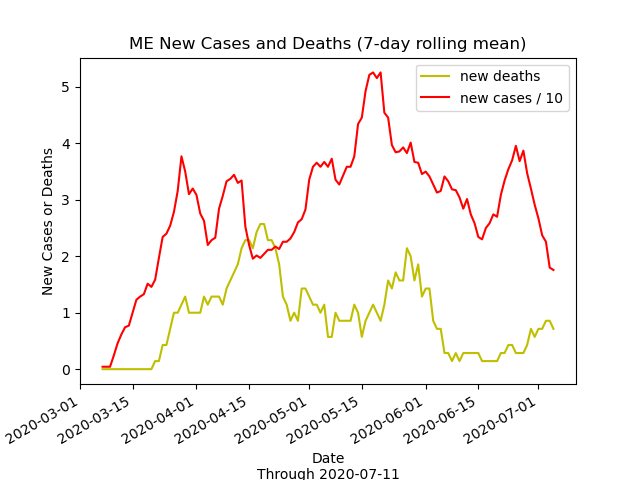 ME New Cases and Deaths (7-day rolling mean)
new deaths
new cases / 10
New Cases or Deaths
5
4
3
2
1
0
2020-03-01
2020-03-15
2020-04-01
2020-04-15
2020-05-01
2020-05-15
2020-06-01
2020-06-15
2020-07-01
Date
Through 2020-07-11